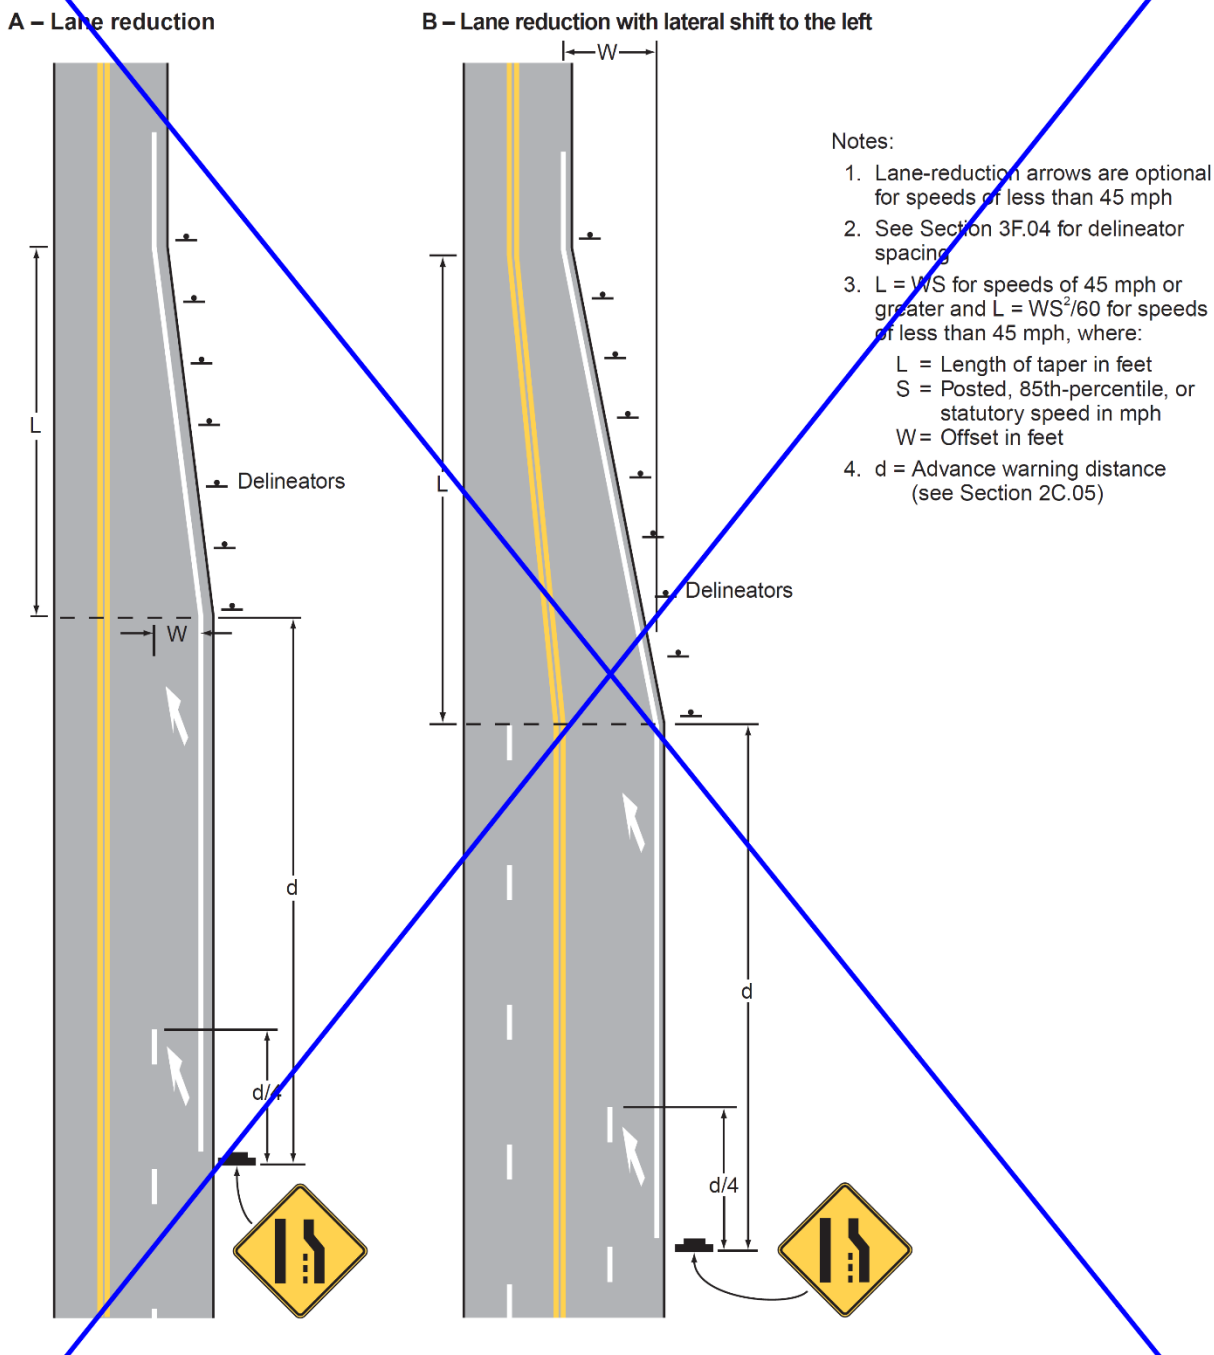 A – Lane reduction
B – Lane reduction with lateral shift to the left
W
Notes:
1. Lane-reduction arrows are optional
for speeds of less than 45 mph
2. See Section 3F.04 for delineator
spacing
3. L = WS for speeds of 45 mph or
greater and L = WS²/60 for speeds
of less than 45 mph, where:
L = Length of taper in feet
S = Posted, 85th-percentile, or
statutory speed in mph
W = Offset in feet
4. d = Advance warning distance
(see Section 2C.05)
L
Delineators
L
Delineators
W
d
d
d/4
d/4